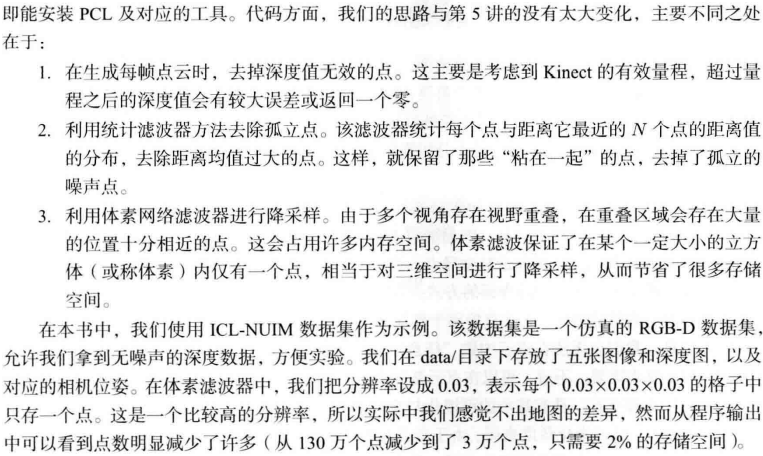 即能安装 PCL 及对应的工具。代码方面，我们的思路与第 5 讲的没有太大变化，主要不同之处
在于：
1. 在生成每帧点云时，去掉深度值无效的点。这主要是考虑到 Kinect 的有效量程，超过量
程之后的深度值会有较大误差或返回一个零。
2. 利用统计滤波器方法去除孤立点。该滤波器统计每个点与距离它最近的 N 个点的距离值
的分布，去除距离均值过大的点。这样，就保留了那些“粘在一起”的点，去掉了孤立的
噪声点。
3. 利用体素网络滤波器进行降采样。由于多个视角存在视野重叠，在重叠区域会存在大量
的位置十分相近的点。这会占用许多内存空间。体素滤波保证了在某个一定大小的立方
体（或称体素）内仅有一个点，相当于对三维空间进行了降采样，从而节省了很多存储
空间。
在本书中，我们使用 ICL-NUIM 数据集作为示例。该数据集是一个仿真的 RGB-D 数据集，
允许我们拿到无噪声的深度数据，方便实验。我们在 data/目录下存放了五张图像和深度图，以及
对应的相机位姿。在体素滤波器中，我们把分辨率设成 0.03，表示每个 0.03×0.03×0.03 的格子中
只存一个点。这是一个比较高的分辨率，所以实际中我们感觉不出地图的差异，然而从程序输出
中可以看到点数明显减少了许多（从 130 万个点减少到了 3 万个点，只需要 2% 的存储空间）。